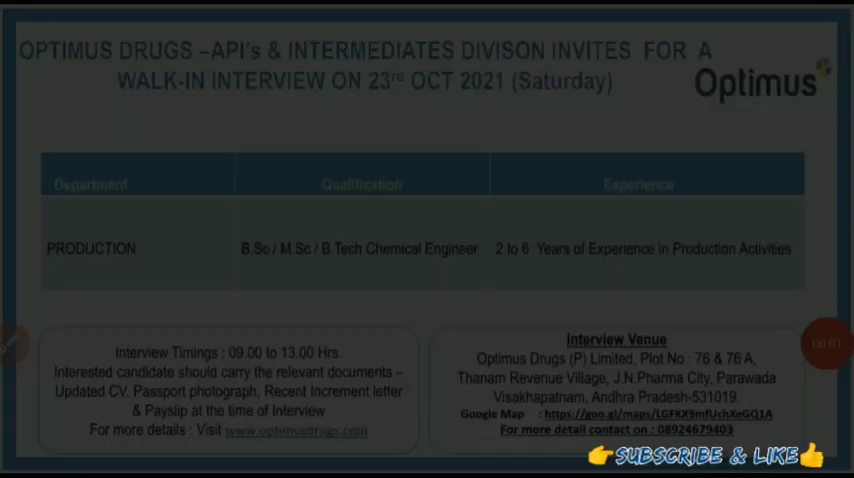 OPTIMUS DRUGS –API's & INTERMEDIATES DIVISON INVITES FOR A
WALK-IN INTERVIEW ON 23rd OCT 2021 (Saturday)
Optimus
Department Qualification Experience
PRODUCTION B.Sc / M.Sc / B.Tech Chemical Engineer 2 to 6 Years of Experience in Production Activities
Interview Timings : 09.00 to 13.00 Hrs.
Interested candidate should carry the relevant documents –
Updated CV, Passport photograph, Recent Increment letter
& Payslip at the time of Interview
For more details : Visit www.optimusdrugs.com
Interview Venue
Optimus Drugs (P) Limited, Plot No : 76 & 76 A,
Thanam Revenue Village, J.N.Pharma City, Parawada
Visakhapatnam, Andhra Pradesh-531019.
Google Map : https://goo.gl/maps/LGFKX9mfUchXeGQ1A
For more detail contact on : 08924679403
00:01
👉SUBSCRIBE & LIKE👍